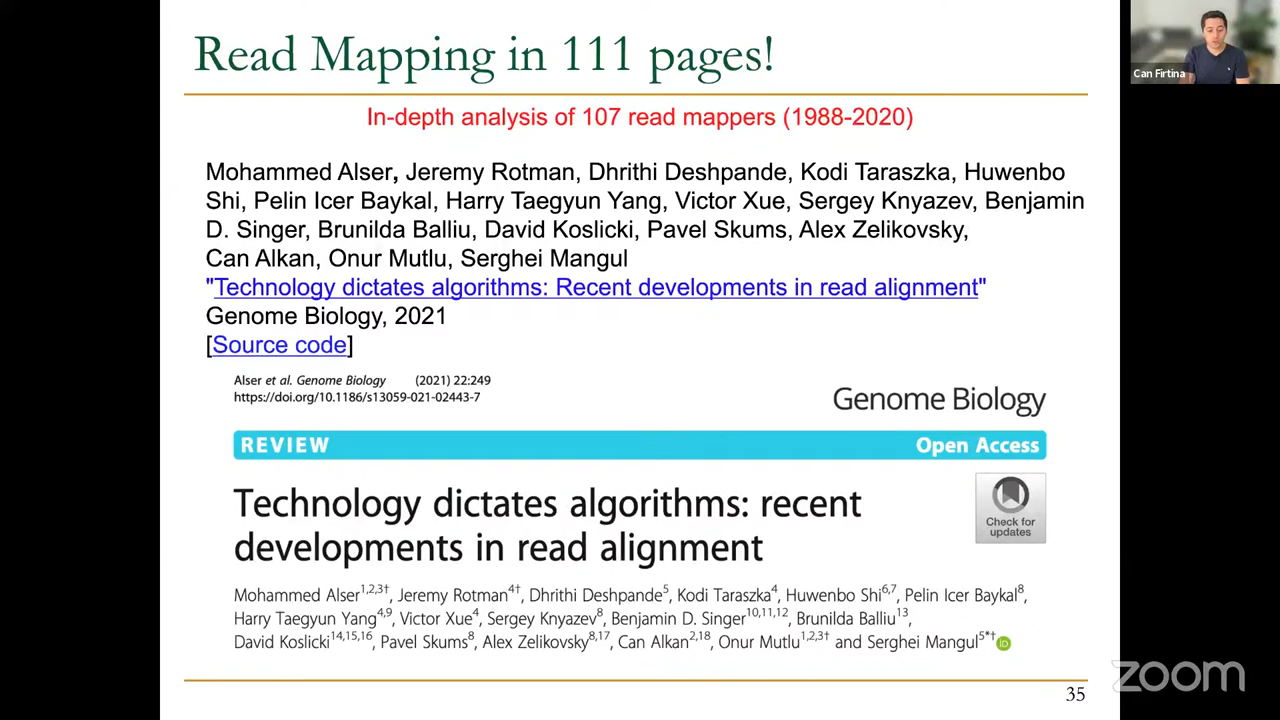 Read Mapping in 111 pages!
Can Firtina
In-depth analysis of 107 read mappers (1988-2020)
Mohammed Alser, Jeremy Rotman, Dhrithi Deshpande, Kodi Taraszka, Huwenbo
Shi, Pelin Icer Baykal, Harry Taegyun Yang, Victor Xue, Sergey Knyazev, Benjamin
D. Singer, Brunilda Balliu, David Koslicki, Pavel Skums, Alex Zelikovsky,
Can Alkan, Onur Mutlu, Serghei Mangul
"Technology dictates algorithms: Recent developments in read alignment"
Genome Biology, 2021
[Source code]
Alser et al. Genome Biology (2021) 22:249
https://doi.org/10.1186/s13059-021-02443-7
Genome Biology
REVIEW Open Access
Technology dictates algorithms: recent
developments in read alignment
Check for
updates
Mohammed Alser1,2,3†, Jeremy Rotman4†, Dhrithi Deshpande5, Kodi Taraszka4, Huwenbo Shi6,7, Pelin Icer Baykal8,
Harry Taegyun Yang4,9, Victor Xue4, Sergey Knyazev8, Benjamin D. Singer10,11,12, Brunilda Balliu13,
David Koslicki14,15,16, Pavel Skums8, Alex Zelikovsky8,17, Can Alkan2,18, Onur Mutlu1,2,3† and Serghei Mangul5*† iD
35
zoom